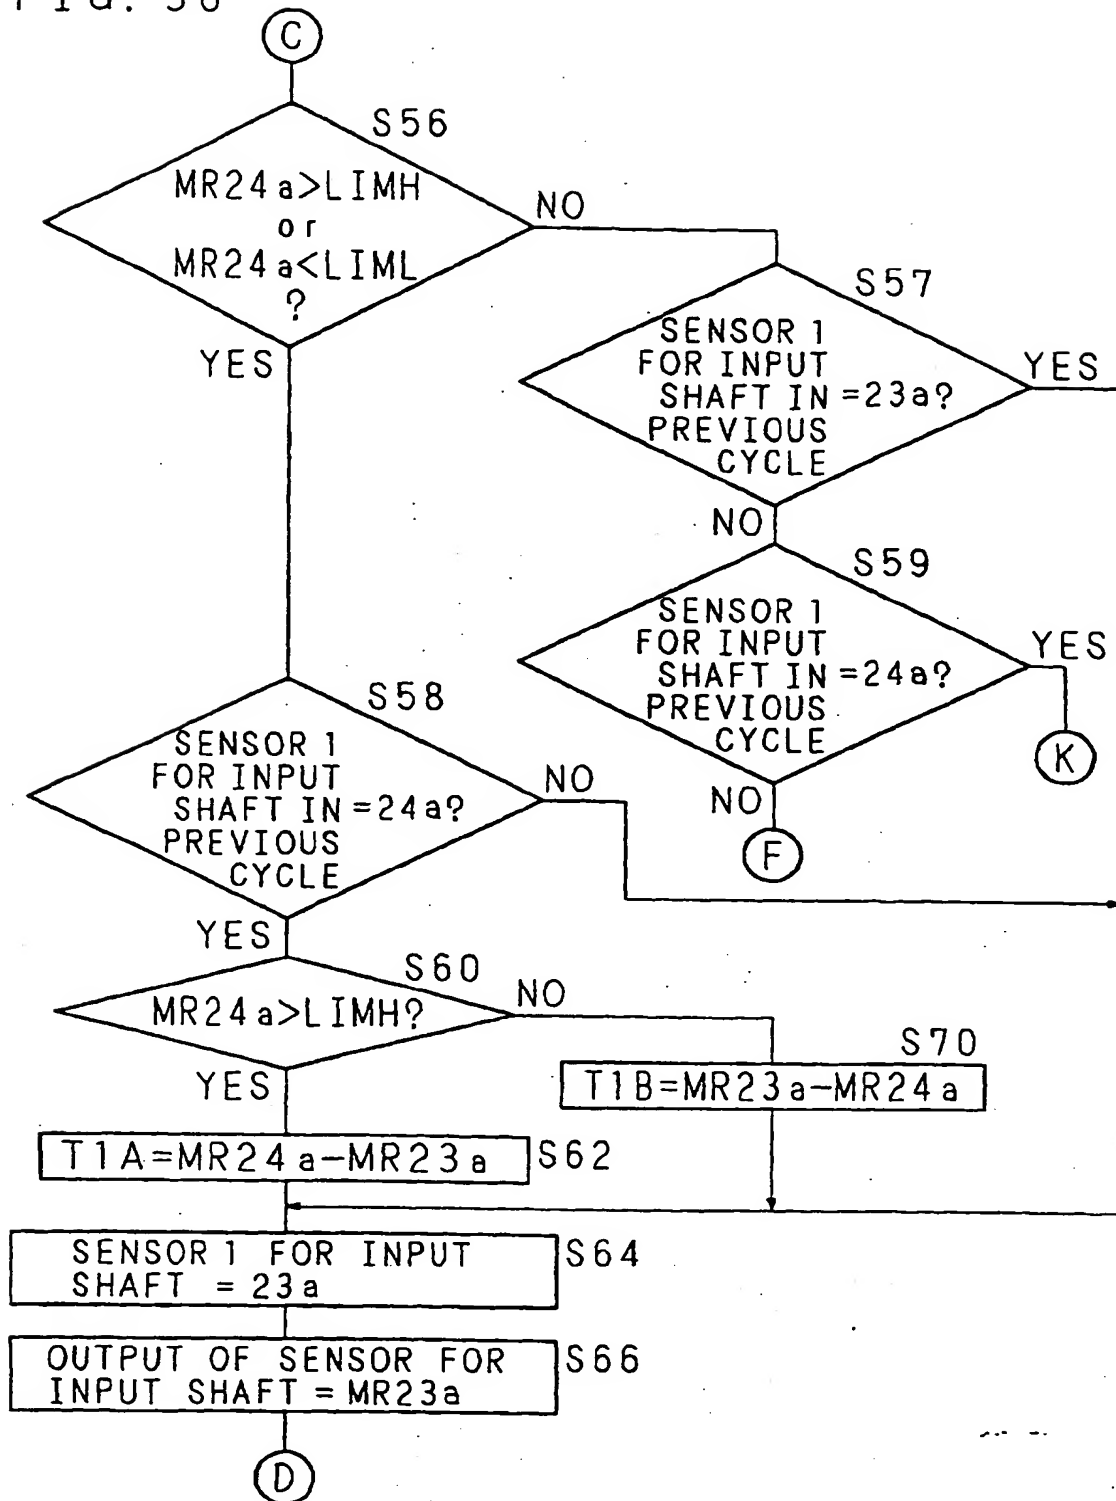 C
S56
MR24a>LIMH
or
MR24a<LIML
?
NO
YES
S57
SENSOR 1
FOR INPUT
SHAFT IN =23a?
PREVIOUS
CYCLE
YES
NO
S59
SENSOR 1
FOR INPUT
SHAFT IN =24a?
PREVIOUS
CYCLE
YES
K
NO
F
S58
SENSOR 1
FOR INPUT
SHAFT IN =24a?
PREVIOUS
CYCLE
NO
YES
S60
MR24a>LIMH?
NO
YES
S70
T1B=MR23a-MR24a
T1A=MR24a-MR23a
S62
SENSOR 1 FOR INPUT
SHAFT = 23a
S64
OUTPUT OF SENSOR FOR
INPUT SHAFT = MR23a
S66
D